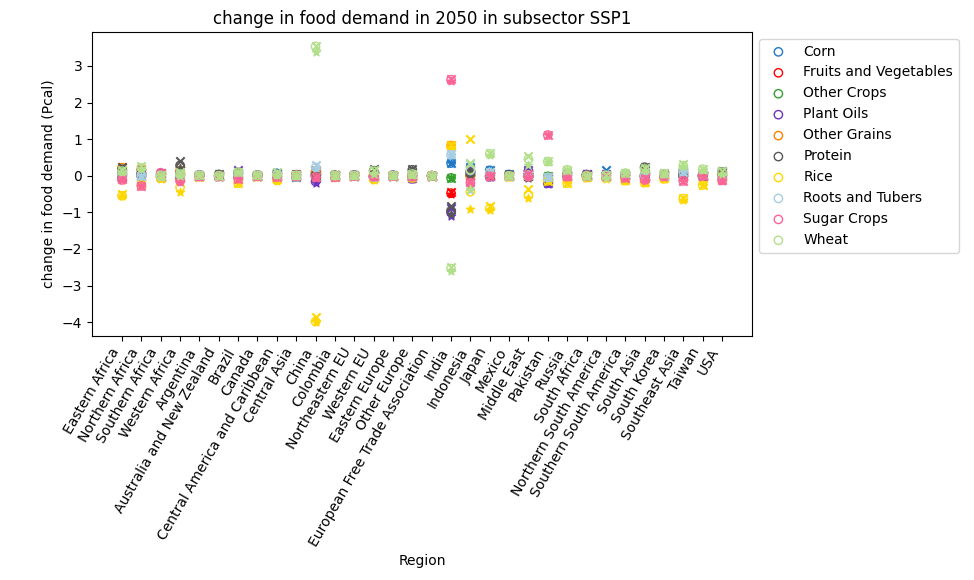 change in food demand in 2050 in subsector SSP1
change in food demand (Pcal)
3
2
1
0
−1
−2
−3
−4
Eastern Africa
Northern Africa
Southern Africa
Western Africa
Argentina
Australia and New Zealand
Brazil
Canada
Central America and Caribbean
Central Asia
China
Colombia
Northeastern EU
Western EU
Eastern Europe
Other Europe
European Free Trade Association
India
Indonesia
Japan
Mexico
Middle East
Pakistan
Russia
South Africa
Northern South America
Southern South America
South Asia
South Korea
Southeast Asia
Taiwan
USA
Region
Corn
Fruits and Vegetables
Other Crops
Plant Oils
Other Grains
Protein
Rice
Roots and Tubers
Sugar Crops
Wheat